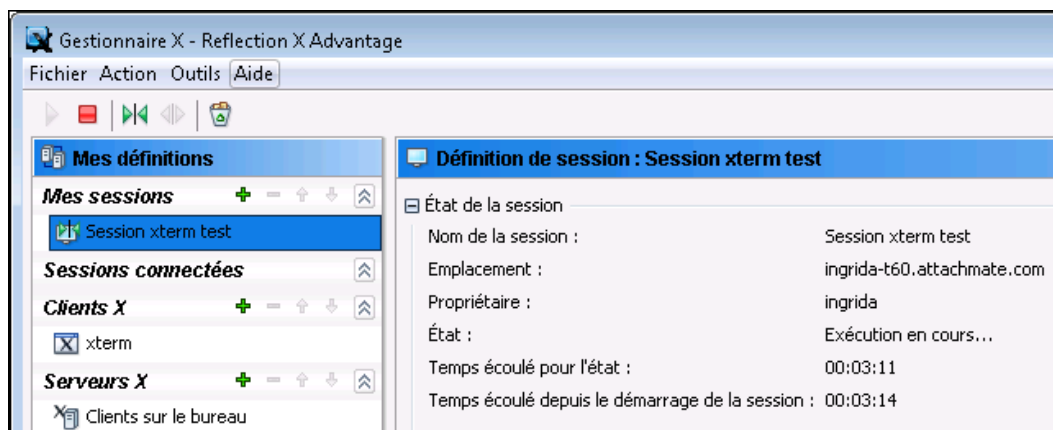 Gestionnaire X - Reflection X Advantage
Fichier Action Outils Aide
Mes définitions
Mes sessions
Session xterm test
Sessions connectées
Clients X
xterm
Serveurs X
Clients sur le bureau
Définition de session : Session xterm test
État de la session
Nom de la session : Session xterm test
Emplacement : ingrida-t60.attachmate.com
Propriétaire : ingrida
État : Exécution en cours...
Temps écoulé pour l'état : 00:03:11
Temps écoulé depuis le démarrage de la session : 00:03:14